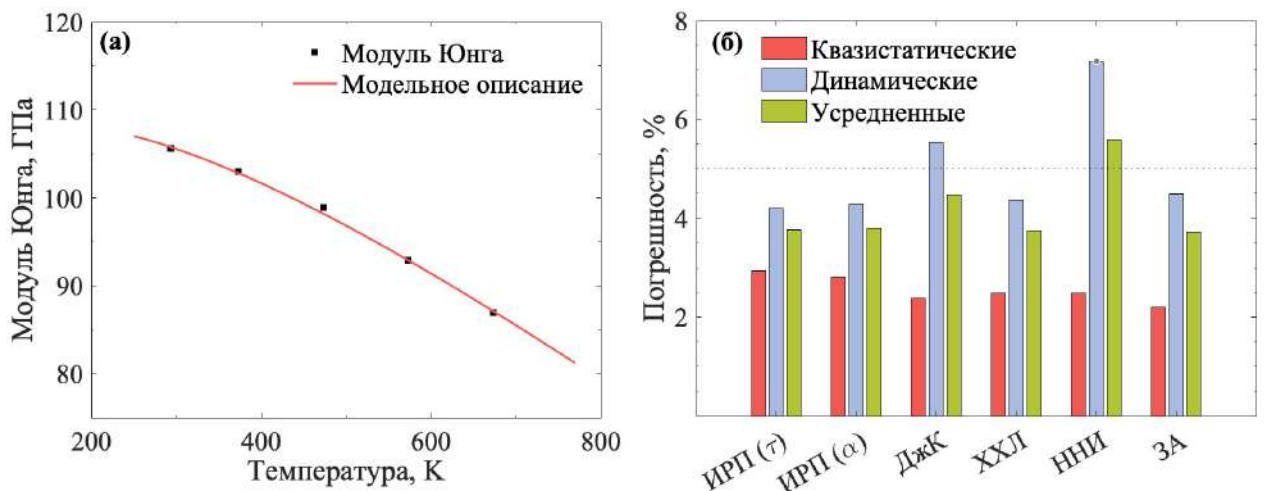 (а)
Модуль Юнга
Модельное описание
Модуль Юнга, ГПа
120
110
100
90
80
200
400
600
800
Температура, K
(б)
Квазистатические
Динамические
Усредненные
Погрешность, %
8
6
4
2
ИРП (τ)
ИРП (α)
ДжК
ХХЛ
ННИ
ЗА